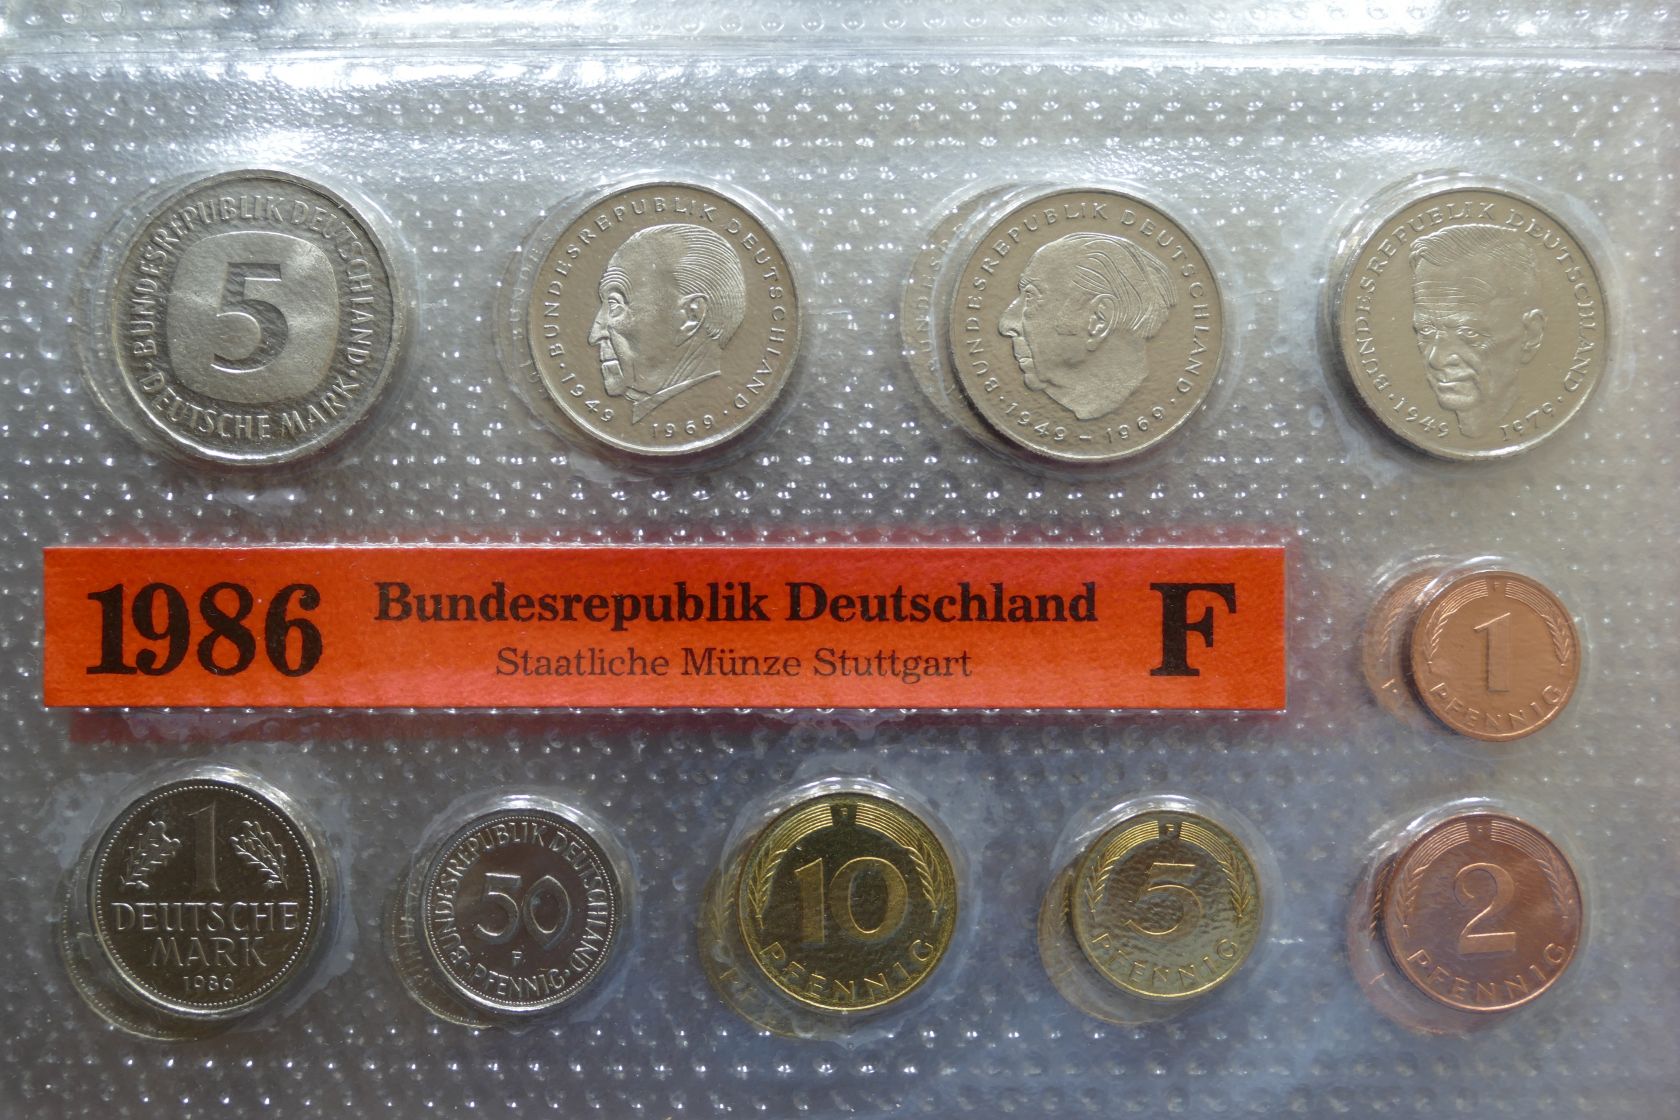 BUNDESREPUBLIK DEUTSCHLAND
5
· DEUTSCHE MARK ·
· BUNDESREPUBLIK DEUTSCHLAND ·
1949 1969
· BUNDESREPUBLIK DEUTSCHLAND ·
1949 – 1969
· BUNDESREPUBLIK DEUTSCHLAND ·
1949 1979
1986
Bundesrepublik Deutschland
Staatliche Münze Stuttgart
F
F
1
PFENNIG
1
DEUTSCHE
MARK
1986
BUNDESREPUBLIK DEUTSCHLAND
50
F
· PFENNIG ·
F
10
PFENNIG
F
5
PFENNIG
F
2
PFENNIG